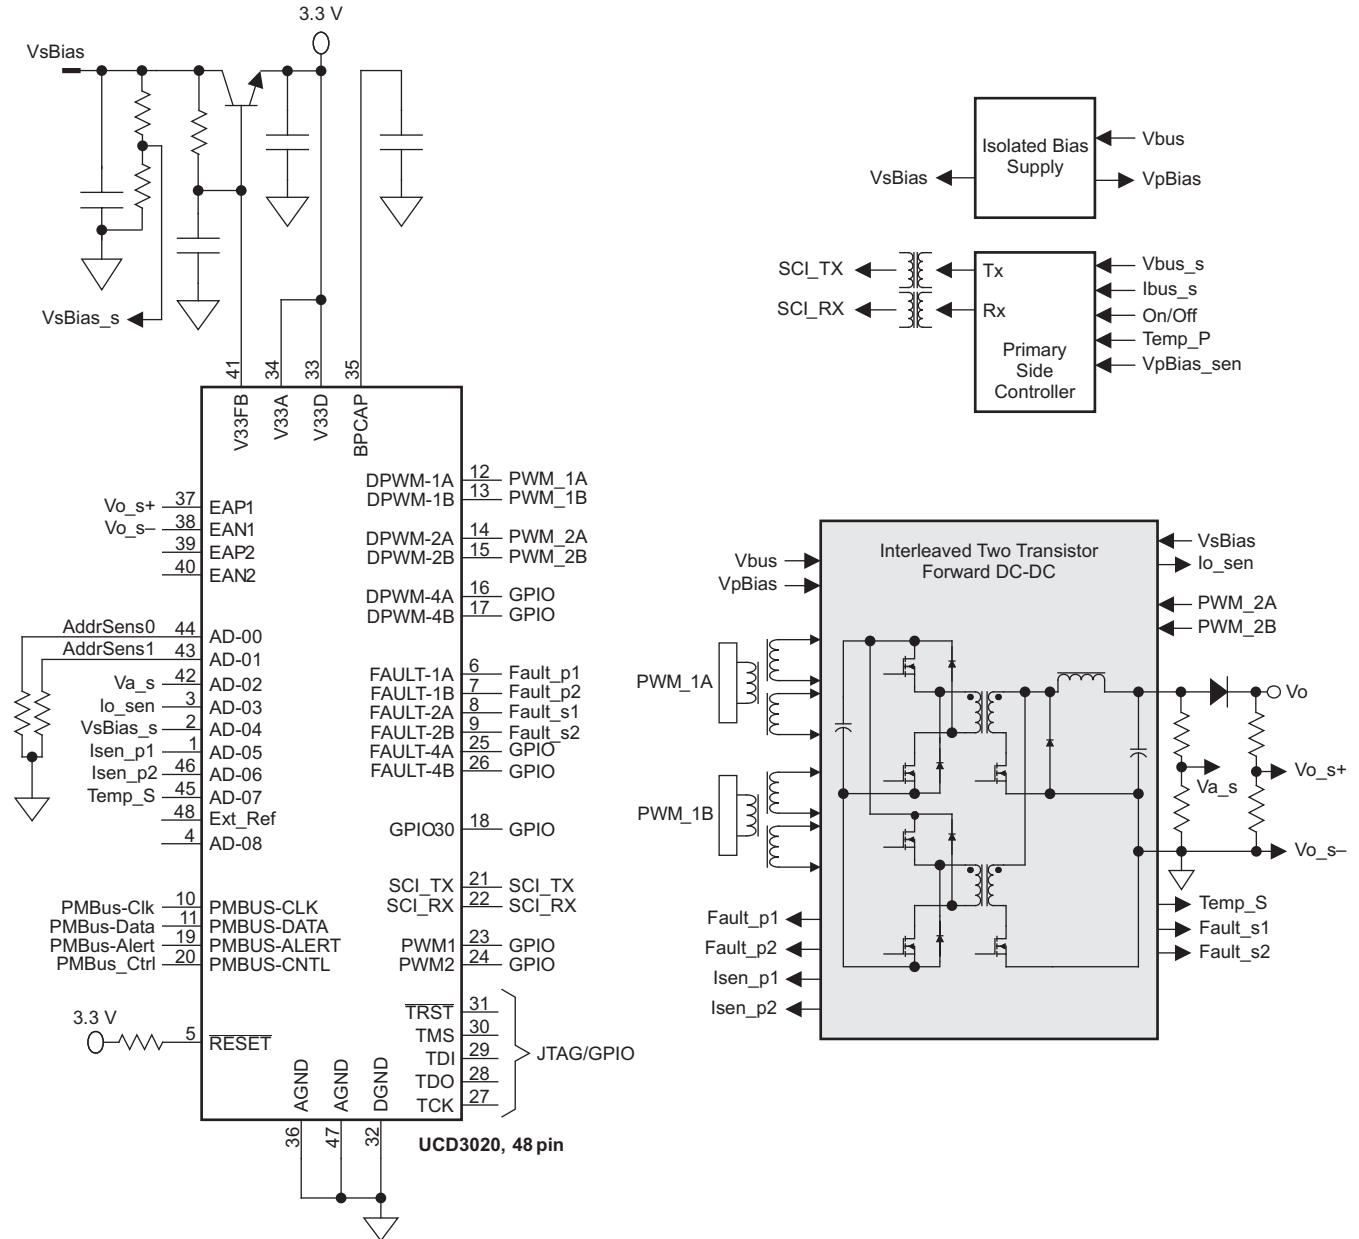 3.3 V
VsBias
VsBias_s
41
34
33
35
V33FB
V33A
V33D
BPCAP
Vo_s+ 37 EAP1
Vo_s– 38 EAN1
39 EAP2
40 EAN2
AddrSens0 44 AD-00
AddrSens1 43 AD-01
Va_s 42 AD-02
Io_sen 3 AD-03
VsBias_s 2 AD-04
Isen_p1 1 AD-05
Isen_p2 46 AD-06
Temp_S 45 AD-07
48 Ext_Ref
4 AD-08
PMBus-Clk 10 PMBUS-CLK
PMBus-Data 11 PMBUS-DATA
PMBus-Alert 19 PMBUS-ALERT
PMBus_Ctrl 20 PMBUS-CNTL
3.3 V
5 RESET
DPWM-1A 12 PWM_1A
DPWM-1B 13 PWM_1B
DPWM-2A 14 PWM_2A
DPWM-2B 15 PWM_2B
DPWM-4A 16 GPIO
DPWM-4B 17 GPIO
FAULT-1A 6 Fault_p1
FAULT-1B 7 Fault_p2
FAULT-2A 8 Fault_s1
FAULT-2B 9 Fault_s2
FAULT-4A 25 GPIO
FAULT-4B 26 GPIO
GPIO30 18 GPIO
SCI_TX 21 SCI_TX
SCI_RX 22 SCI_RX
PWM1 23 GPIO
PWM2 24 GPIO
TRST 31
TMS 30
TDI 29
TDO 28
TCK 27
JTAG/GPIO
AGND
AGND
DGND
36
47
32
UCD3020, 48 pin
Isolated Bias
Supply
Vbus
VpBias
VsBias
SCI_TX
SCI_RX
Tx
Rx
Primary
Side
Controller
Vbus_s
Ibus_s
On/Off
Temp_P
VpBias_sen
Interleaved Two Transistor
Forward DC-DC
Vbus
VpBias
PWM_1A
PWM_1B
Fault_p1
Fault_p2
Isen_p1
Isen_p2
VsBias
Io_sen
PWM_2A
PWM_2B
Vo
Va_s
Vo_s+
Vo_s–
Temp_S
Fault_s1
Fault_s2